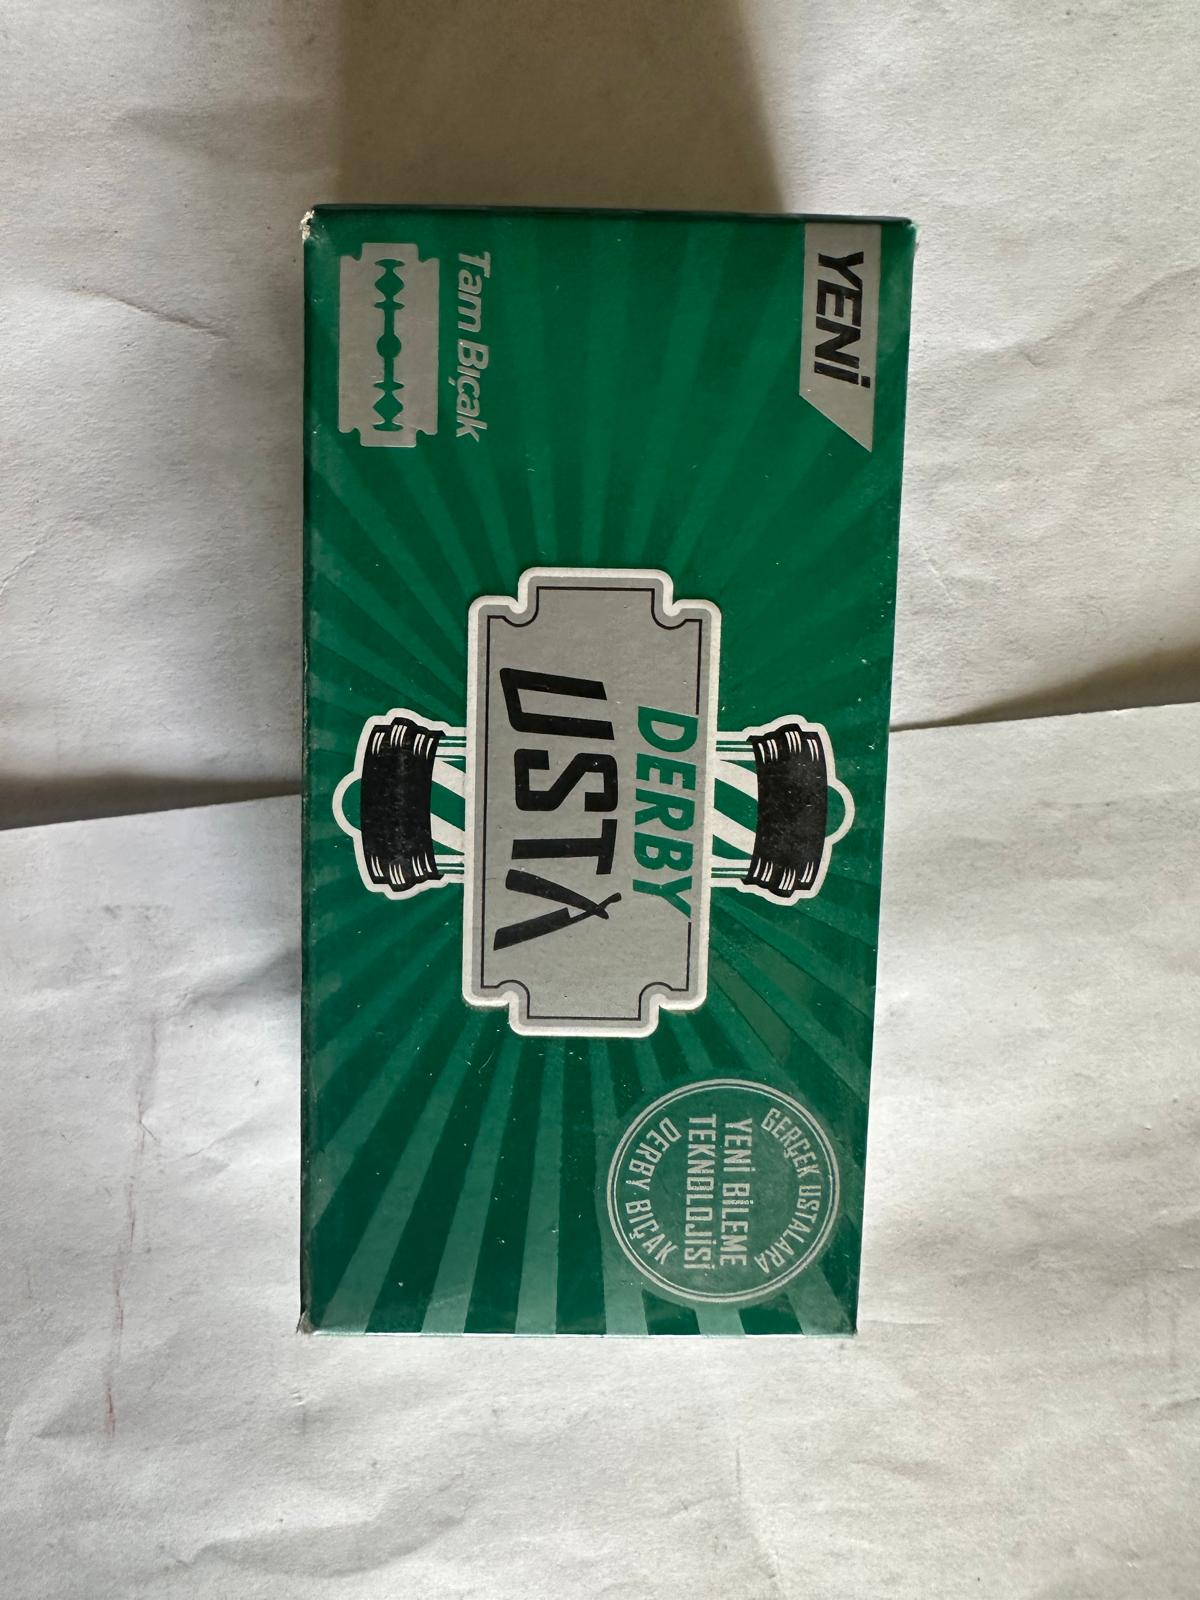 YENİ
Tam Bıçak
DERBY
USTA
GERÇEK USTALARA
YENİ BİLEME
TEKNOLOJİSİ
DERBY BIÇAK